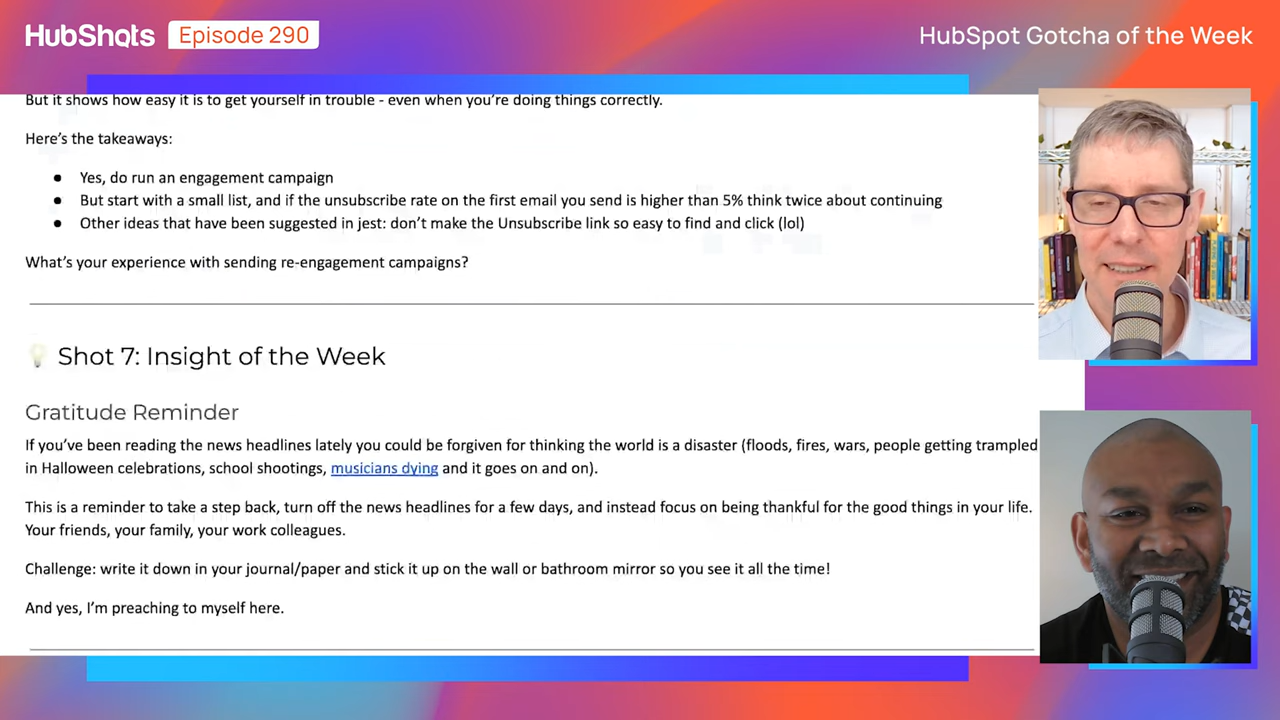 HubShots Episode 290
HubSpot Gotcha of the Week
But it shows how easy it is to get yourself in trouble - even when you're doing things correctly.
Here's the takeaways:
● Yes, do run an engagement campaign
● But start with a small list, and if the unsubscribe rate on the first email you send is higher than 5% think twice about continuing
● Other ideas that have been suggested in jest: don't make the Unsubscribe link so easy to find and click (lol)
What's your experience with sending re-engagement campaigns?
Shot 7: Insight of the Week
Gratitude Reminder
If you've been reading the news headlines lately you could be forgiven for thinking the world is a disaster (floods, fires, wars, people getting trampled
in Halloween celebrations, school shootings, musicians dying and it goes on and on).
This is a reminder to take a step back, turn off the news headlines for a few days, and instead focus on being thankful for the good things in your life.
Your friends, your family, your work colleagues.
Challenge: write it down in your journal/paper and stick it up on the wall or bathroom mirror so you see it all the time!
And yes, I'm preaching to myself here.